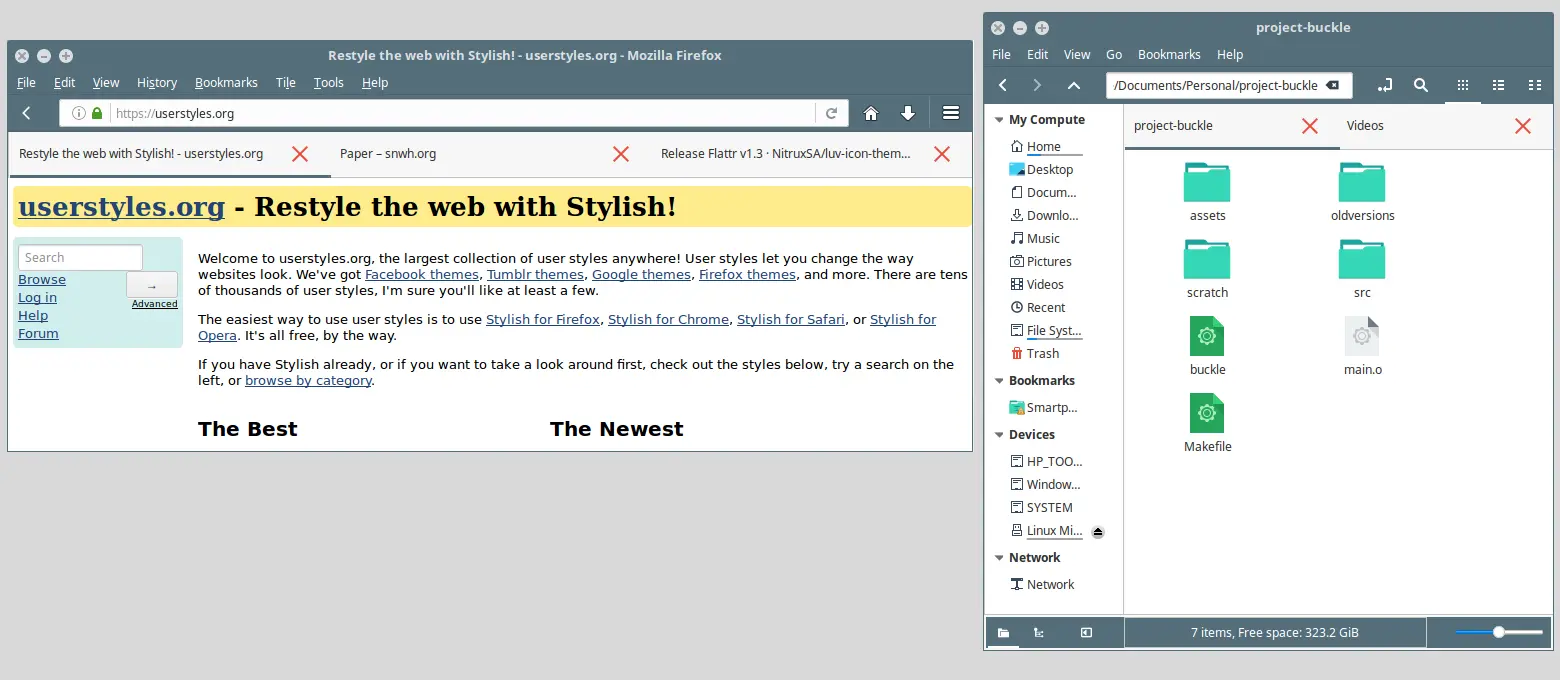 Restyle the web with Stylish! - userstyles.org - Mozilla Firefox
File Edit View History Bookmarks Tile Tools Help
https://userstyles.org
Restyle the web with Stylish! - userstyles.org
Paper – snwh.org
Release Flattr v1.3 · NitruxSA/luv-icon-them...
userstyles.org - Restyle the web with Stylish!
Search
→
Browse
Advanced
Log in
Help
Forum
Welcome to userstyles.org, the largest collection of user styles anywhere! User styles let you change the way
websites look. We've got Facebook themes, Tumblr themes, Google themes, Firefox themes, and more. There are tens
of thousands of user styles, I'm sure you'll like at least a few.
The easiest way to use user styles is to use Stylish for Firefox, Stylish for Chrome, Stylish for Safari, or Stylish for
Opera. It's all free, by the way.
If you have Stylish already, or if you want to take a look around first, check out the styles below, try a search on the
left, or browse by category.
The Best
The Newest
project-buckle
File Edit View Go Bookmarks Help
/Documents/Personal/project-buckle
My Compute
Home
Desktop
Docum...
Downlo...
Music
Pictures
Videos
Recent
File Syst...
Trash
Bookmarks
Smartp...
Devices
HP_TOO...
Window...
SYSTEM
Linux Mi...
Network
Network
project-buckle
Videos
assets
oldversions
scratch
src
buckle
main.o
Makefile
7 items, Free space: 323.2 GiB